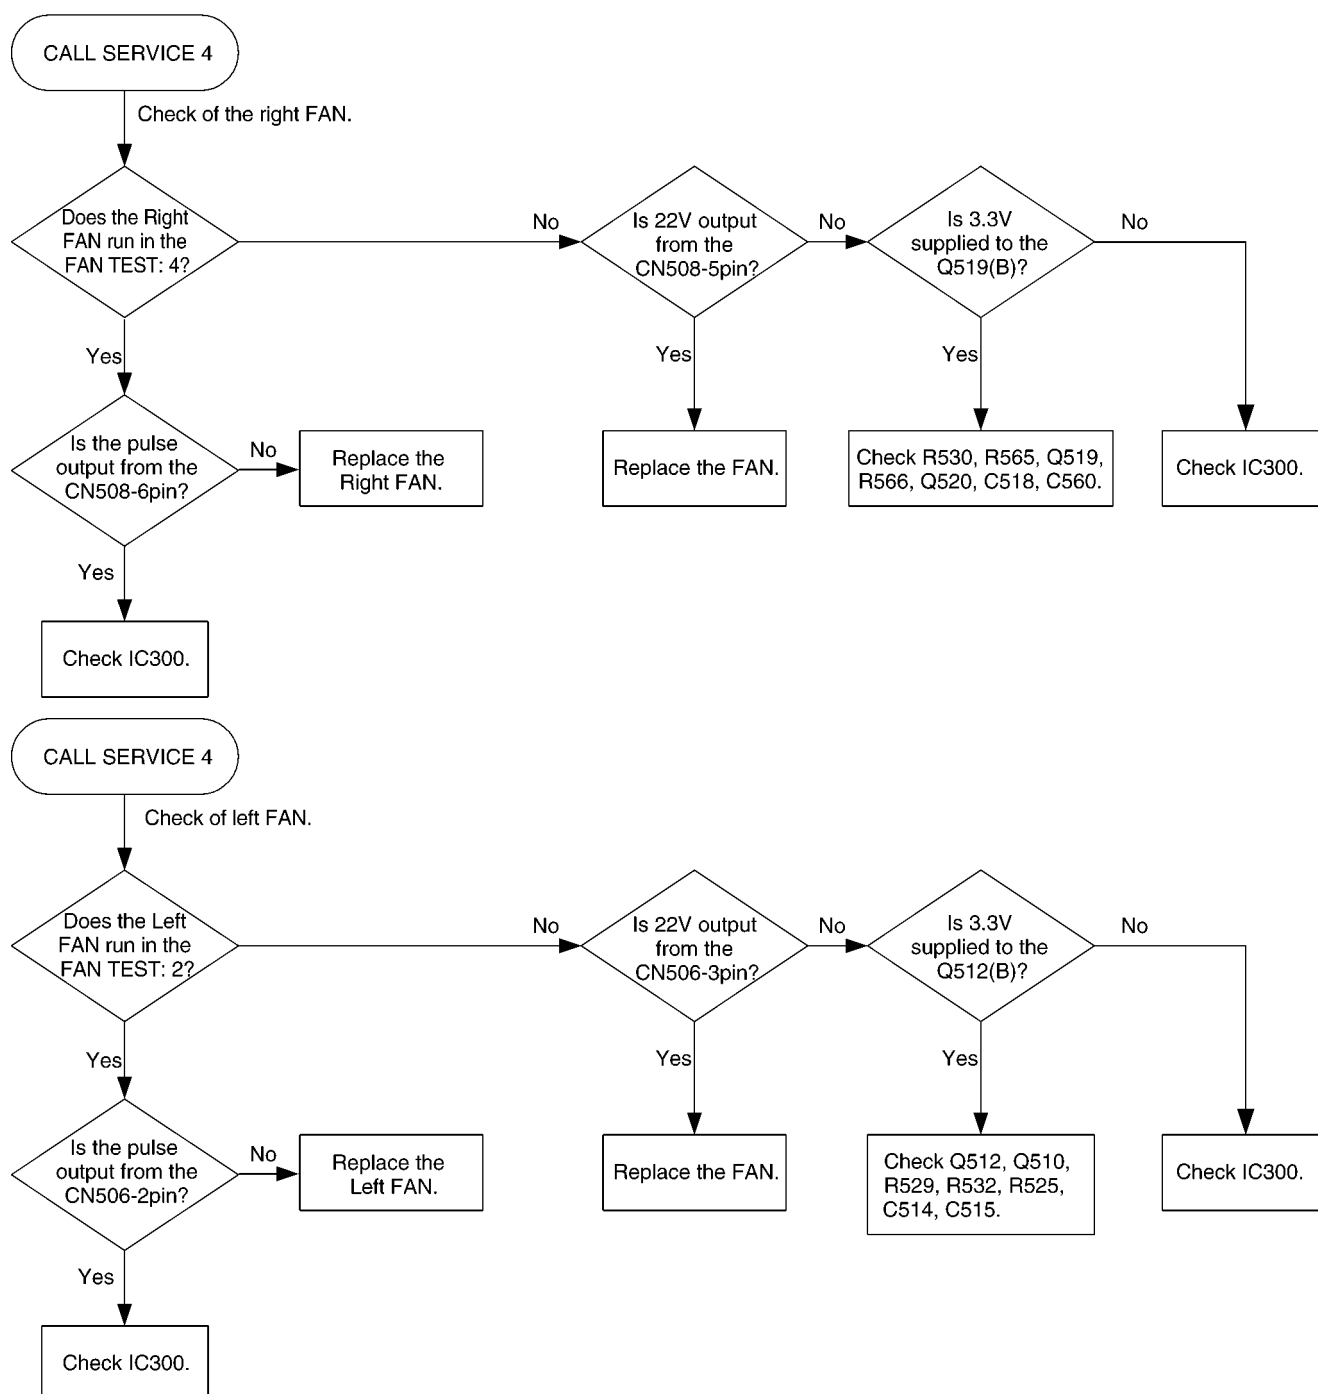 CALL SERVICE 4
Check of the right FAN.
Does the Right
FAN run in the
FAN TEST: 4?
No
Is 22V output
from the
CN508-5pin?
No
Is 3.3V
supplied to the
Q519(B)?
No
Yes
Yes
Yes
Is the pulse
output from the
CN508-6pin?
No
Replace the
Right FAN.
Replace the FAN.
Check R530, R565, Q519,
R566, Q520, C518, C560.
Check IC300.
Yes
Check IC300.
CALL SERVICE 4
Check of left FAN.
Does the Left
FAN run in the
FAN TEST: 2?
No
Is 22V output
from the
CN506-3pin?
No
Is 3.3V
supplied to the
Q512(B)?
No
Yes
Yes
Yes
Is the pulse
output from the
CN506-2pin?
No
Replace the
Left FAN.
Replace the FAN.
Check Q512, Q510,
R529, R532, R525,
C514, C515.
Check IC300.
Yes
Check IC300.